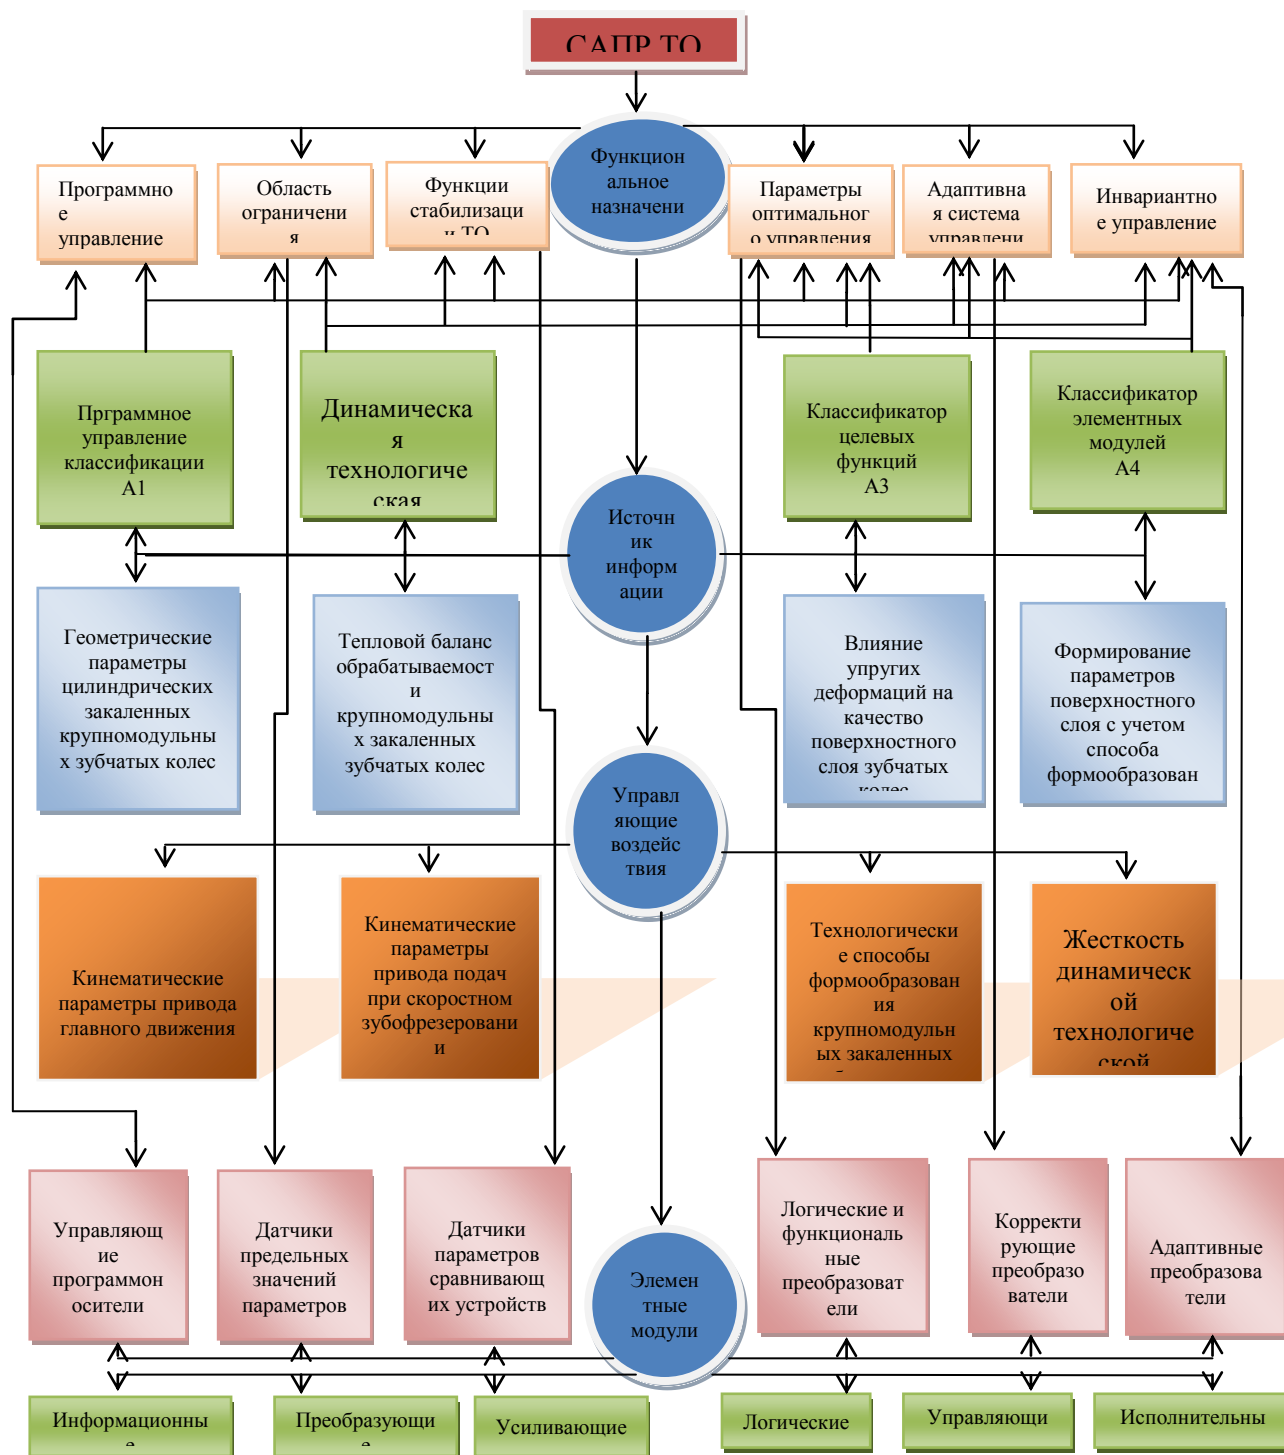 САПР ТО
Функцион
альное
назначени
Программно
е
управление
Область
ограничени
я
Функции
стабилизаци
и ТО
Параметры
оптимальног
о управления
Адаптивна
я система
управлени
Инвариантно
е управление
Прграммное
управление
классификации
А1
Динамическа
я
технологиче
ская
Классификатор
целевых
функций
А3
Классификатор
элементных
модулей
А4
Источн
ик
информ
ации
Геометрические
параметры
цилиндрических
закаленных
крупномодульны
х зубчатых колес
Тепловой баланс
обрабатываемост
и
крупномодульны
х закаленных
зубчатых колес
Влияние
упругих
деформаций на
качество
поверхностного
слоя зубчатых
колес
Формирование
параметров
поверхностного
слоя с учетом
способа
формообразован
Управл
яющие
воздейс
твия
Кинематические
параметры привода
главного движения
Кинематические
параметры
привода подач
при скоростном
зубофрезеровани
и
Технологически
е способы
формообразован
ия
крупномодульн
ых закаленных
Жесткость
динамическ
ой
технологиче
ской
Управляющ
ие
программон
осители
Датчики
предельных
значений
параметров
Датчики
параметров
сравнивающ
их устройств
Элемен
тные
модули
Логические и
функциональ
ные
преобразоват
ели
Корректи
рующие
преобразо
ватели
Адаптивные
преобразова
тели
Информационны
е
Преобразующи
е
Усиливающие
Логические
Управляющи
Исполнительны